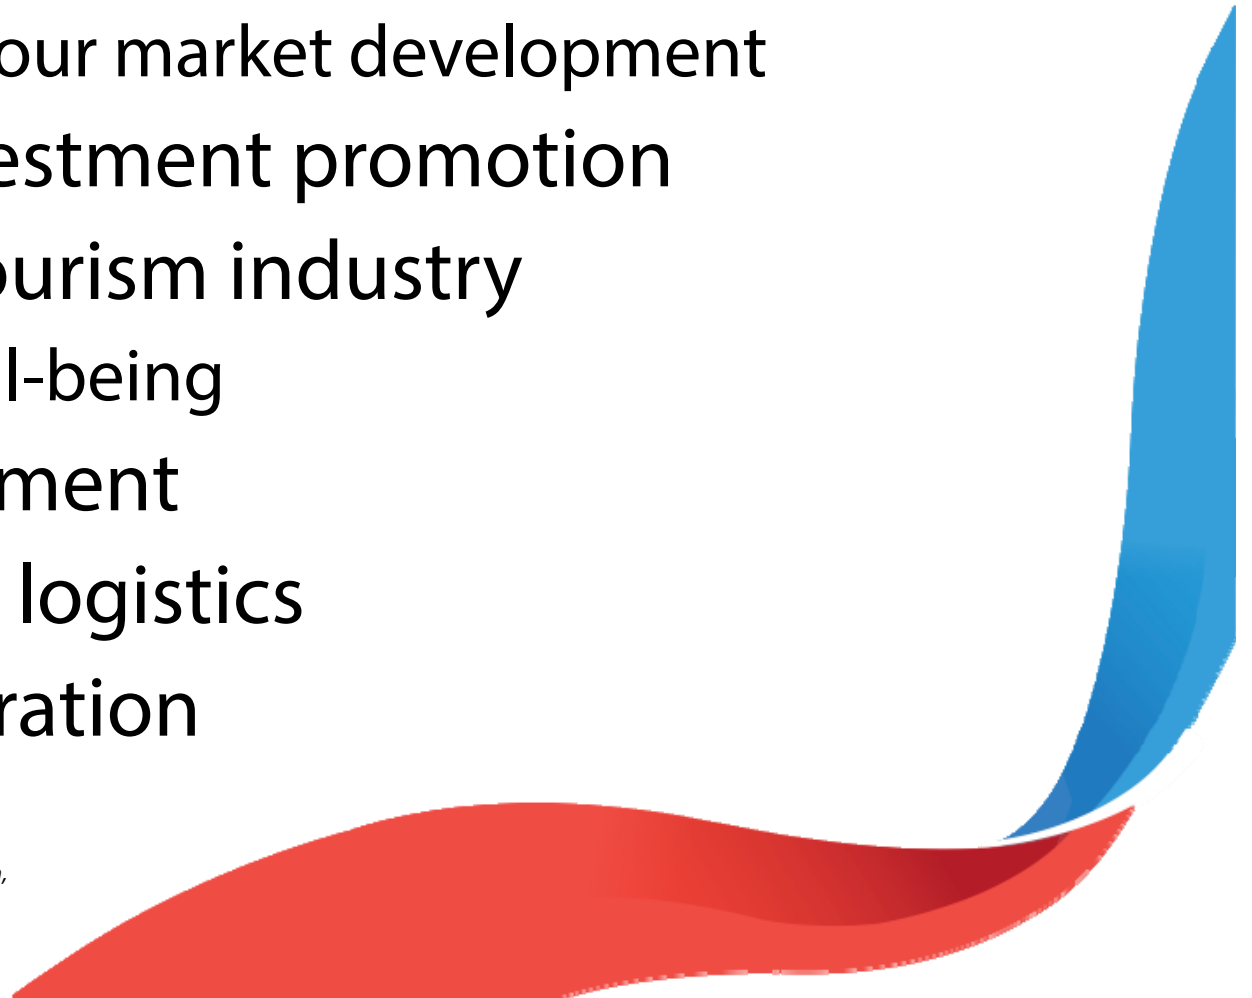 our market development
estment promotion
ourism industry
l-being
ment
logistics
ration